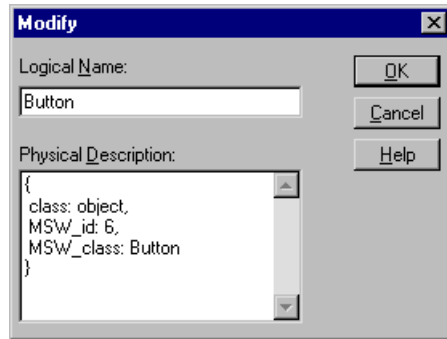 Modify
Logical Name:
Button
OK
Cancel
Help
Physical Description:
{
class: object,
MSW_id: 6,
MSW_class: Button
}